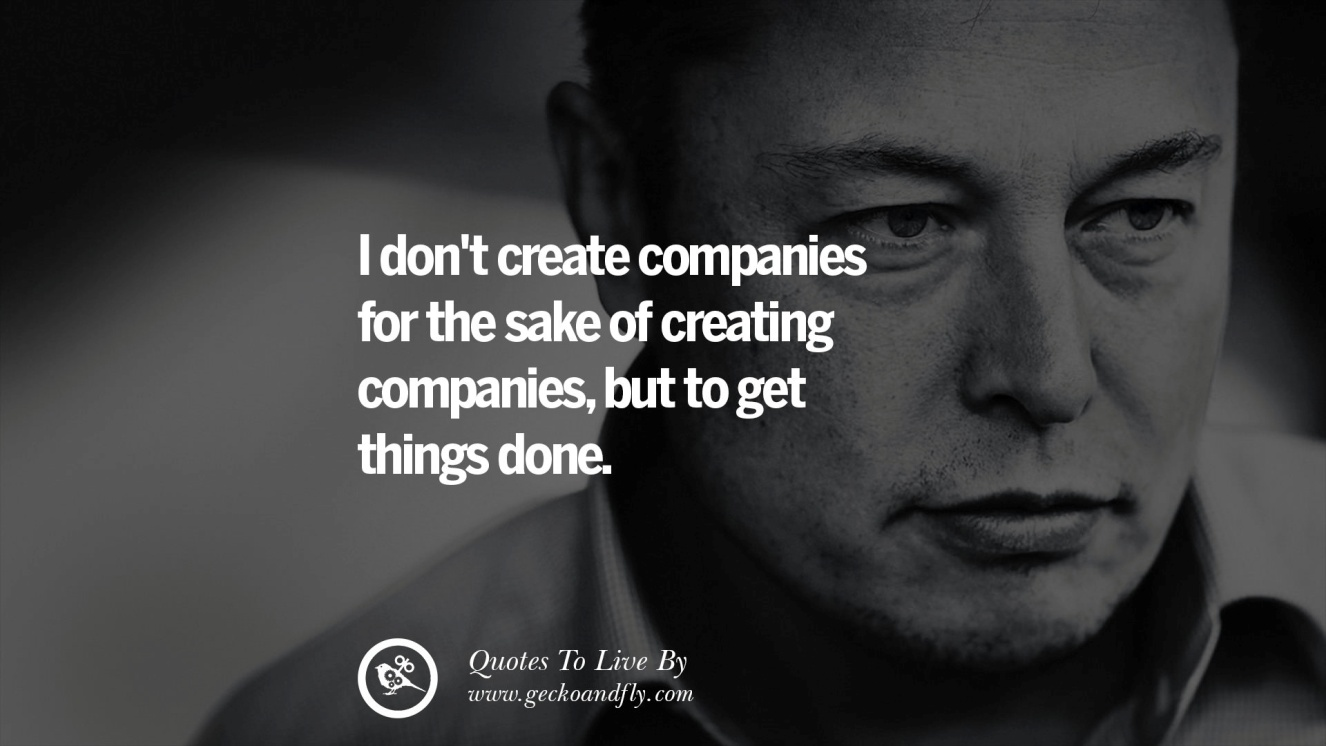 I don't create companies
for the sake of creating
companies, but to get
things done.
Quotes To Live By
www.geckoandfly.com